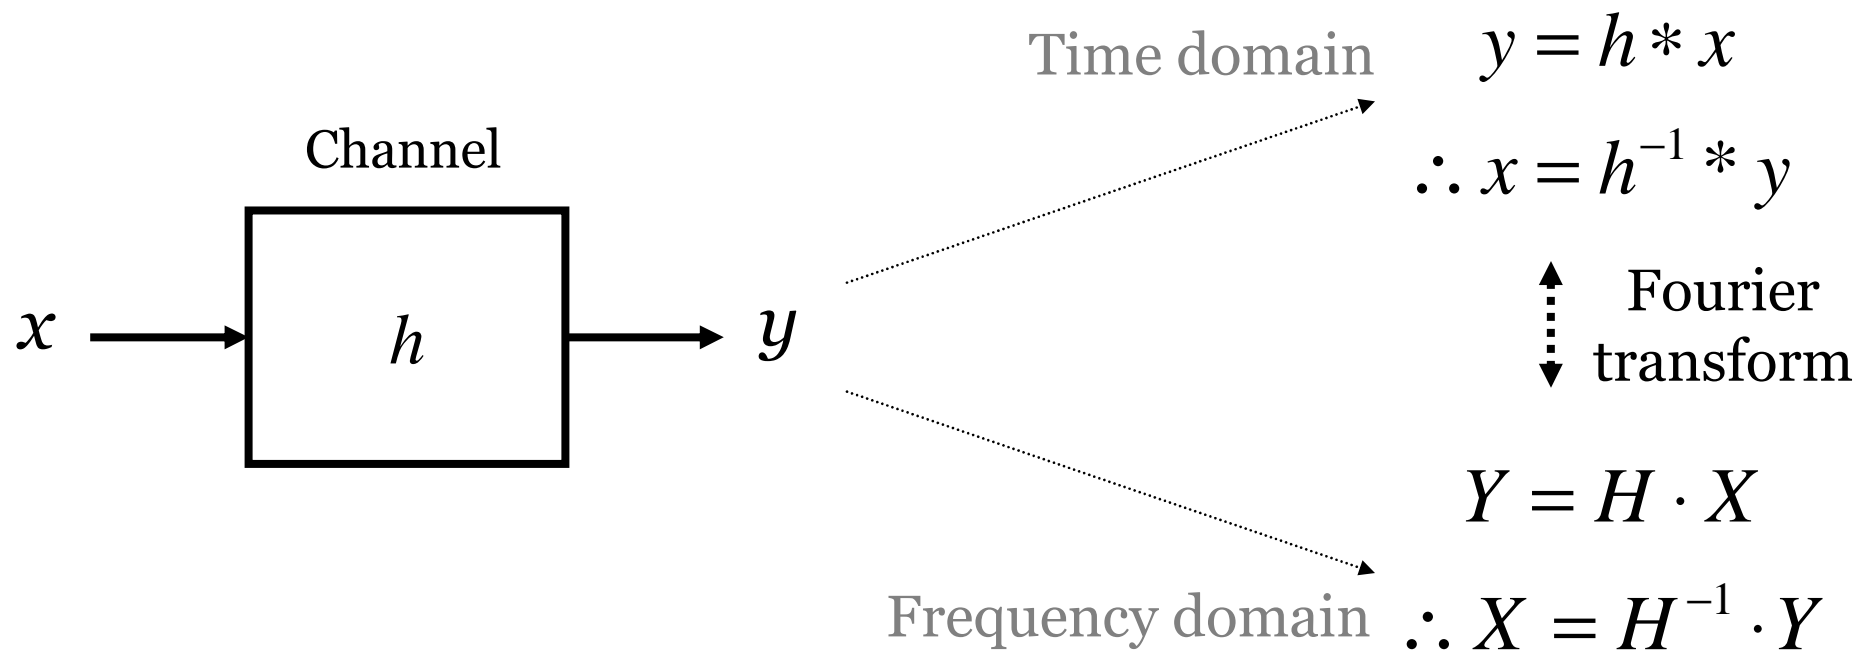 Channel
x
h
y
Time domain
y = h * x
∴ x = h⁻¹ * y
Fourier
transform
Y = H · X
Frequency domain
∴ X = H⁻¹ · Y